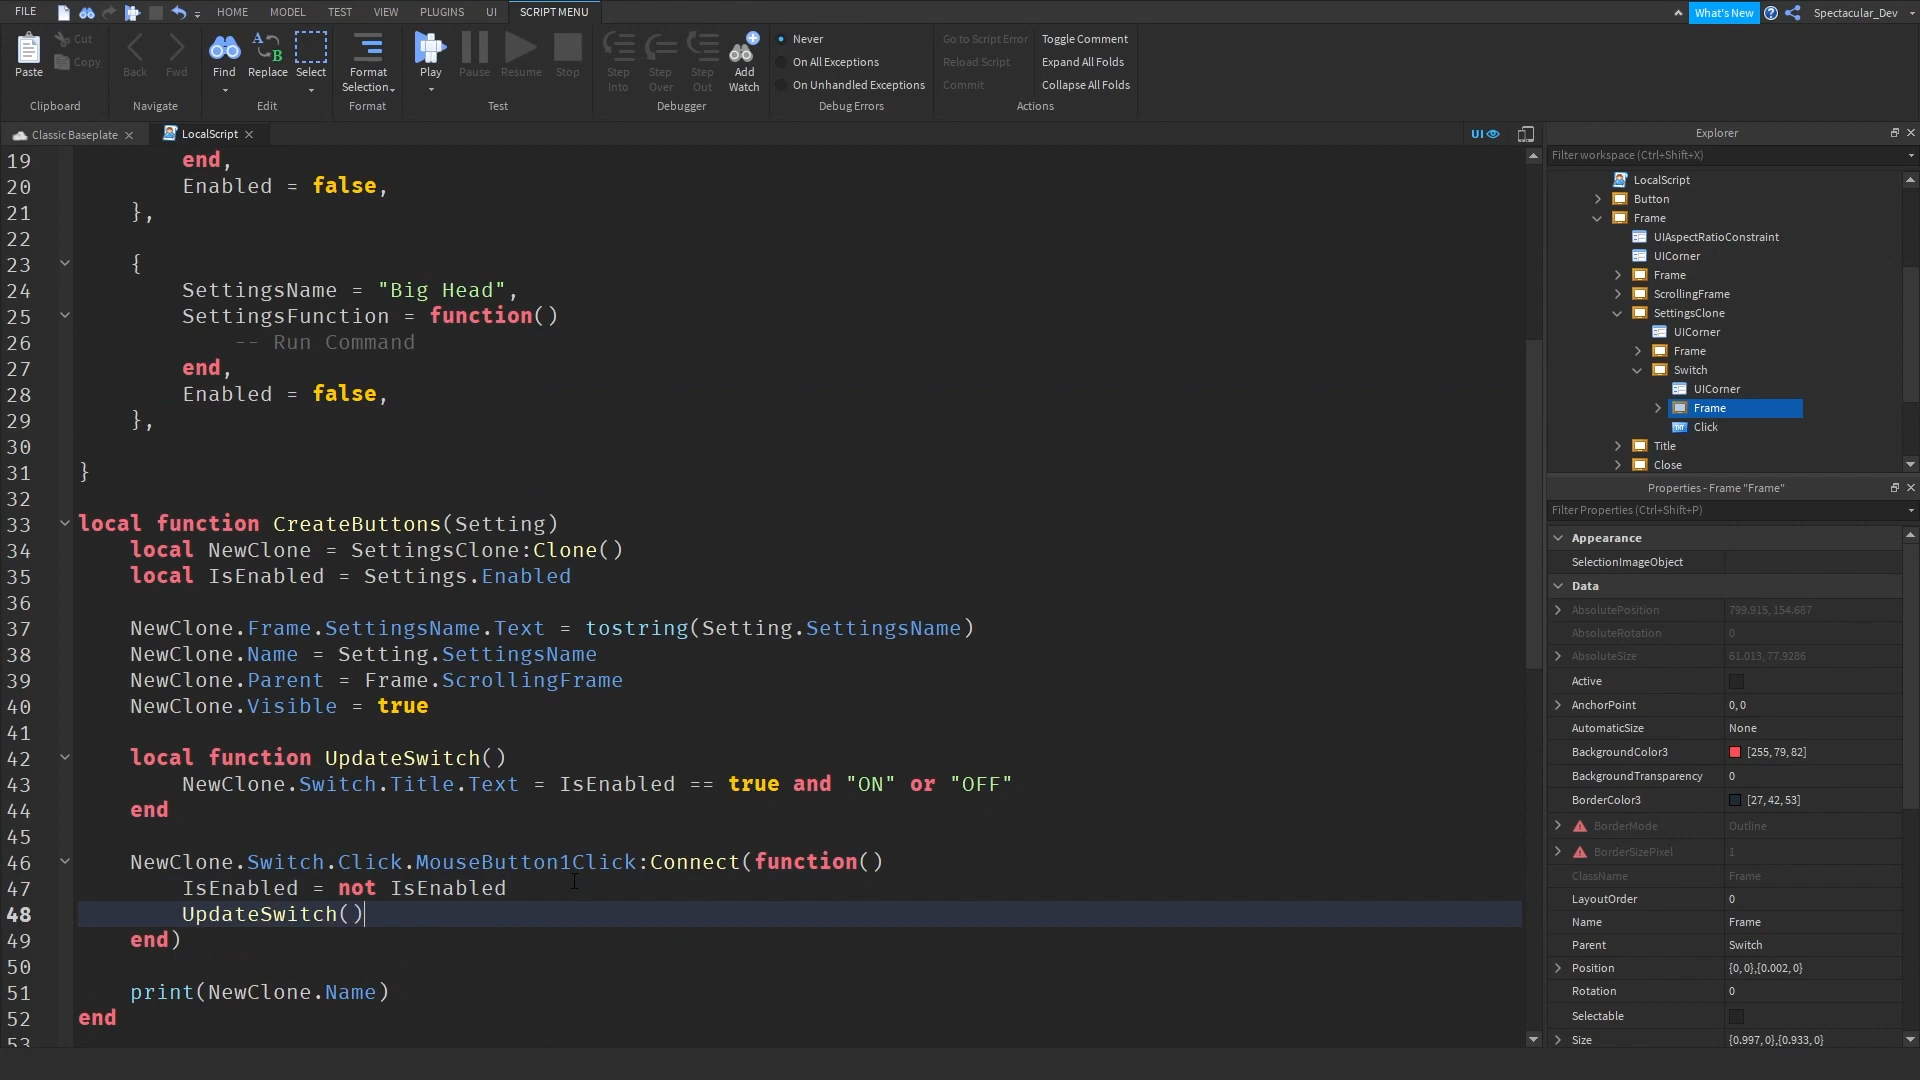 FILE
HOME
MODEL
TEST
VIEW
PLUGINS
UI
SCRIPT MENU
What's New
Spectacular_Dev
Paste
Cut
Copy
Clipboard
Back
Fwd
Navigate
Find
Replace
Select
Edit
Format
Selection
Format
Play
Pause
Resume
Stop
Test
Step
Into
Step
Over
Step
Out
Add
Watch
Debugger
Never
On All Exceptions
On Unhandled Exceptions
Debug Errors
Go to Script Error
Reload Script
Commit
Toggle Comment
Expand All Folds
Collapse All Folds
Actions
Classic Baseplate
LocalScript
UI
19 end,
20 Enabled = false,
21 },
22
23 {
24 SettingsName = "Big Head",
25 SettingsFunction = function()
26 -- Run Command
27 end,
28 Enabled = false,
29 },
30
31 }
32
33 local function CreateButtons(Setting)
34 local NewClone = SettingsClone:Clone()
35 local IsEnabled = Settings.Enabled
36
37 NewClone.Frame.SettingsName.Text = tostring(Setting.SettingsName)
38 NewClone.Name = Setting.SettingsName
39 NewClone.Parent = Frame.ScrollingFrame
40 NewClone.Visible = true
41
42 local function UpdateSwitch()
43 NewClone.Switch.Title.Text = IsEnabled == true and "ON" or "OFF"
44 end
45
46 NewClone.Switch.Click.MouseButton1Click:Connect(function()
47 IsEnabled = not IsEnabled
48 UpdateSwitch()
49 end)
50
51 print(NewClone.Name)
52 end
53
Explorer
Filter workspace (Ctrl+Shift+X)
LocalScript
Button
Frame
UIAspectRatioConstraint
UICorner
Frame
ScrollingFrame
SettingsClone
UICorner
Frame
Switch
UICorner
Frame
Click
Title
Close
Properties - Frame "Frame"
Filter Properties (Ctrl+Shift+P)
Appearance
SelectionImageObject
Data
AbsolutePosition 799.915, 154.687
AbsoluteRotation 0
AbsoluteSize 61.013, 77.9286
Active
AnchorPoint 0, 0
AutomaticSize None
BackgroundColor3 [255, 79, 82]
BackgroundTransparency 0
BorderColor3 [27, 42, 53]
BorderMode Outline
BorderSizePixel 1
ClassName Frame
LayoutOrder 0
Name Frame
Parent Switch
Position {0, 0},{0.002, 0}
Rotation 0
Selectable
Size {0.997, 0},{0.933, 0}